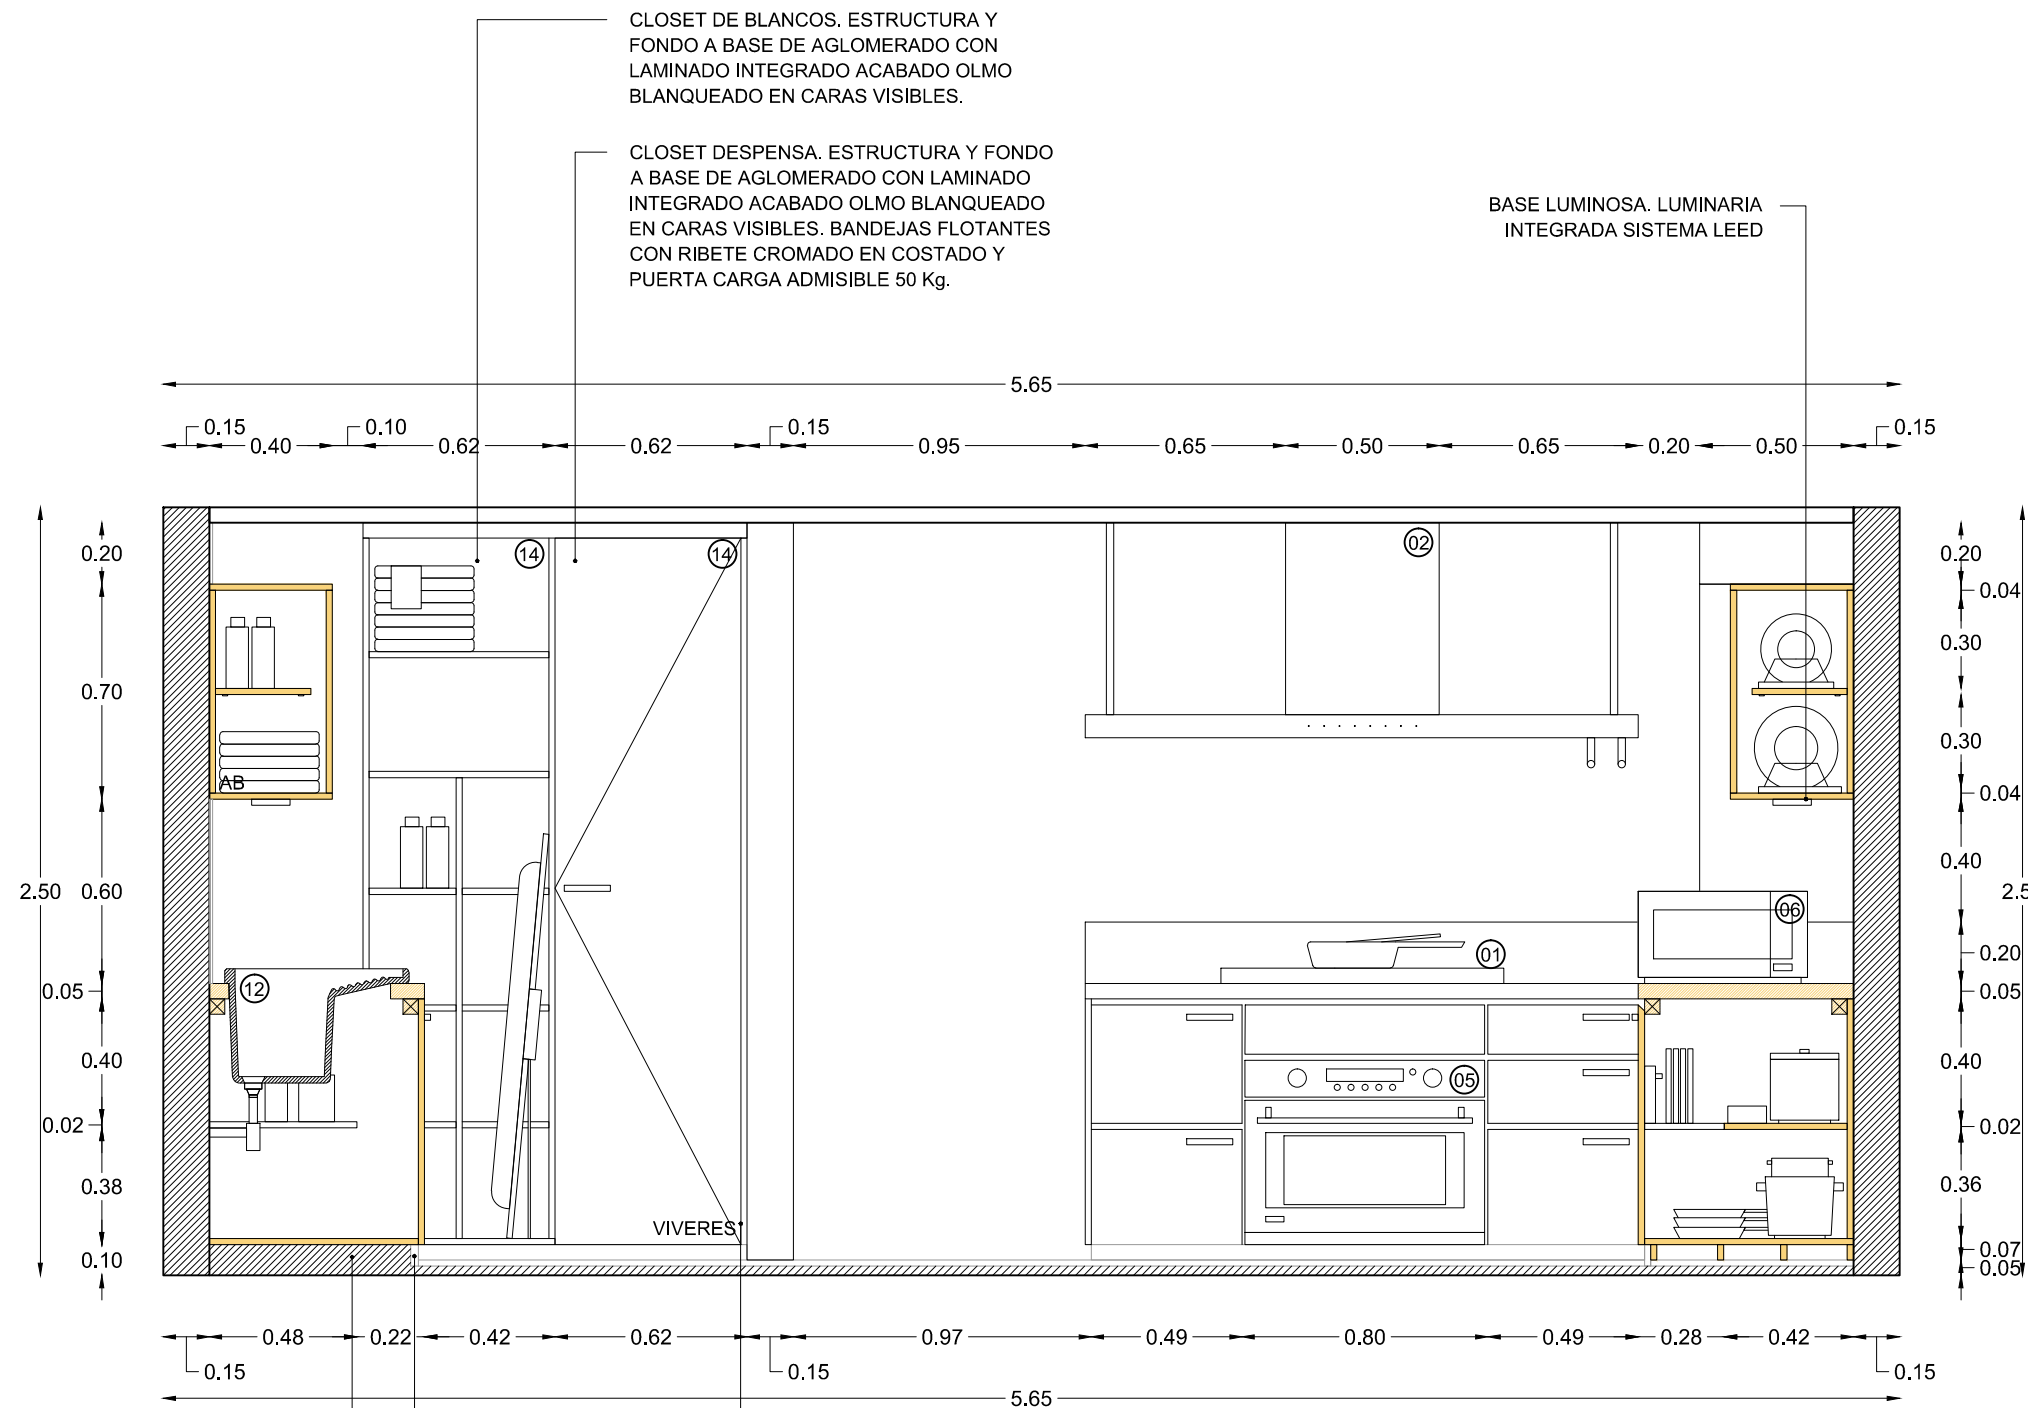 CLOSET DE BLANCOS. ESTRUCTURA Y
FONDO A BASE DE AGLOMERADO CON
LAMINADO INTEGRADO ACABADO OLMO
BLANQUEADO EN CARAS VISIBLES.
CLOSET DESPENSA. ESTRUCTURA Y FONDO
A BASE DE AGLOMERADO CON LAMINADO
INTEGRADO ACABADO OLMO BLANQUEADO
EN CARAS VISIBLES. BANDEJAS FLOTANTES
CON RIBETE CROMADO EN COSTADO Y
PUERTA CARGA ADMISIBLE 50 Kg.
BASE LUMINOSA. LUMINARIA
INTEGRADA SISTEMA LEED
5.65
0.15 0.10 0.15 0.15
0.40 0.62 0.62 0.95 0.65 0.50 0.65 0.20 0.50
14 14 02
0.20 0.20
0.04
0.30
0.70
0.30
AB
0.04
0.40
2.50 0.60 2.5
06
01 0.20
12
0.05 0.05
0.40 0.40
05
0.02 0.02
0.38 0.36
VIVERES
0.10 0.07
0.05
0.48 0.22 0.42 0.62 0.97 0.49 0.80 0.49 0.28 0.42
0.15 0.15 0.15
5.65